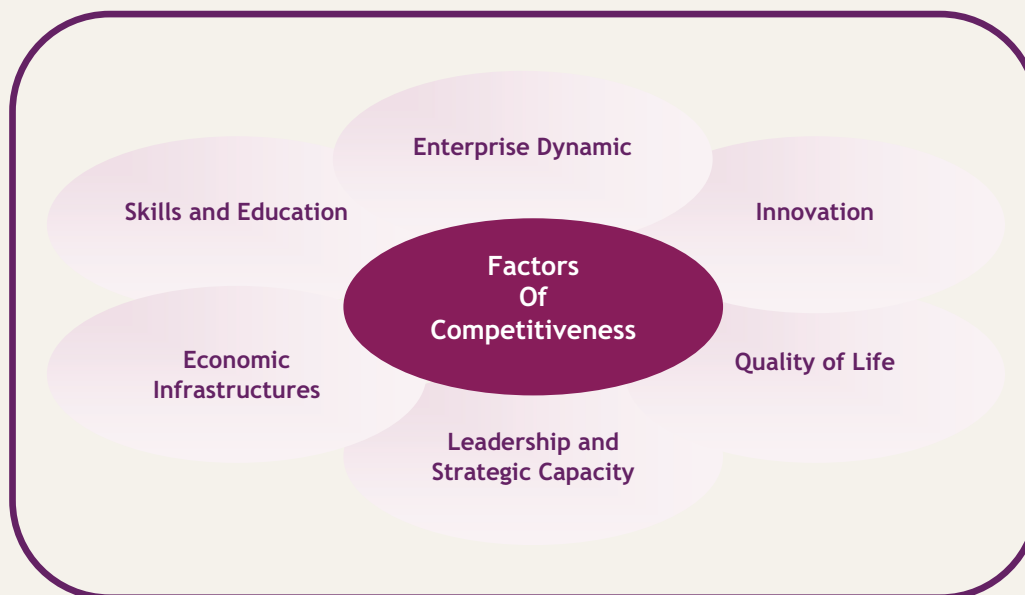 Enterprise Dynamic
Skills and Education
Innovation
Factors
Of
Competitiveness
Economic
Infrastructures
Quality of Life
Leadership and
Strategic Capacity